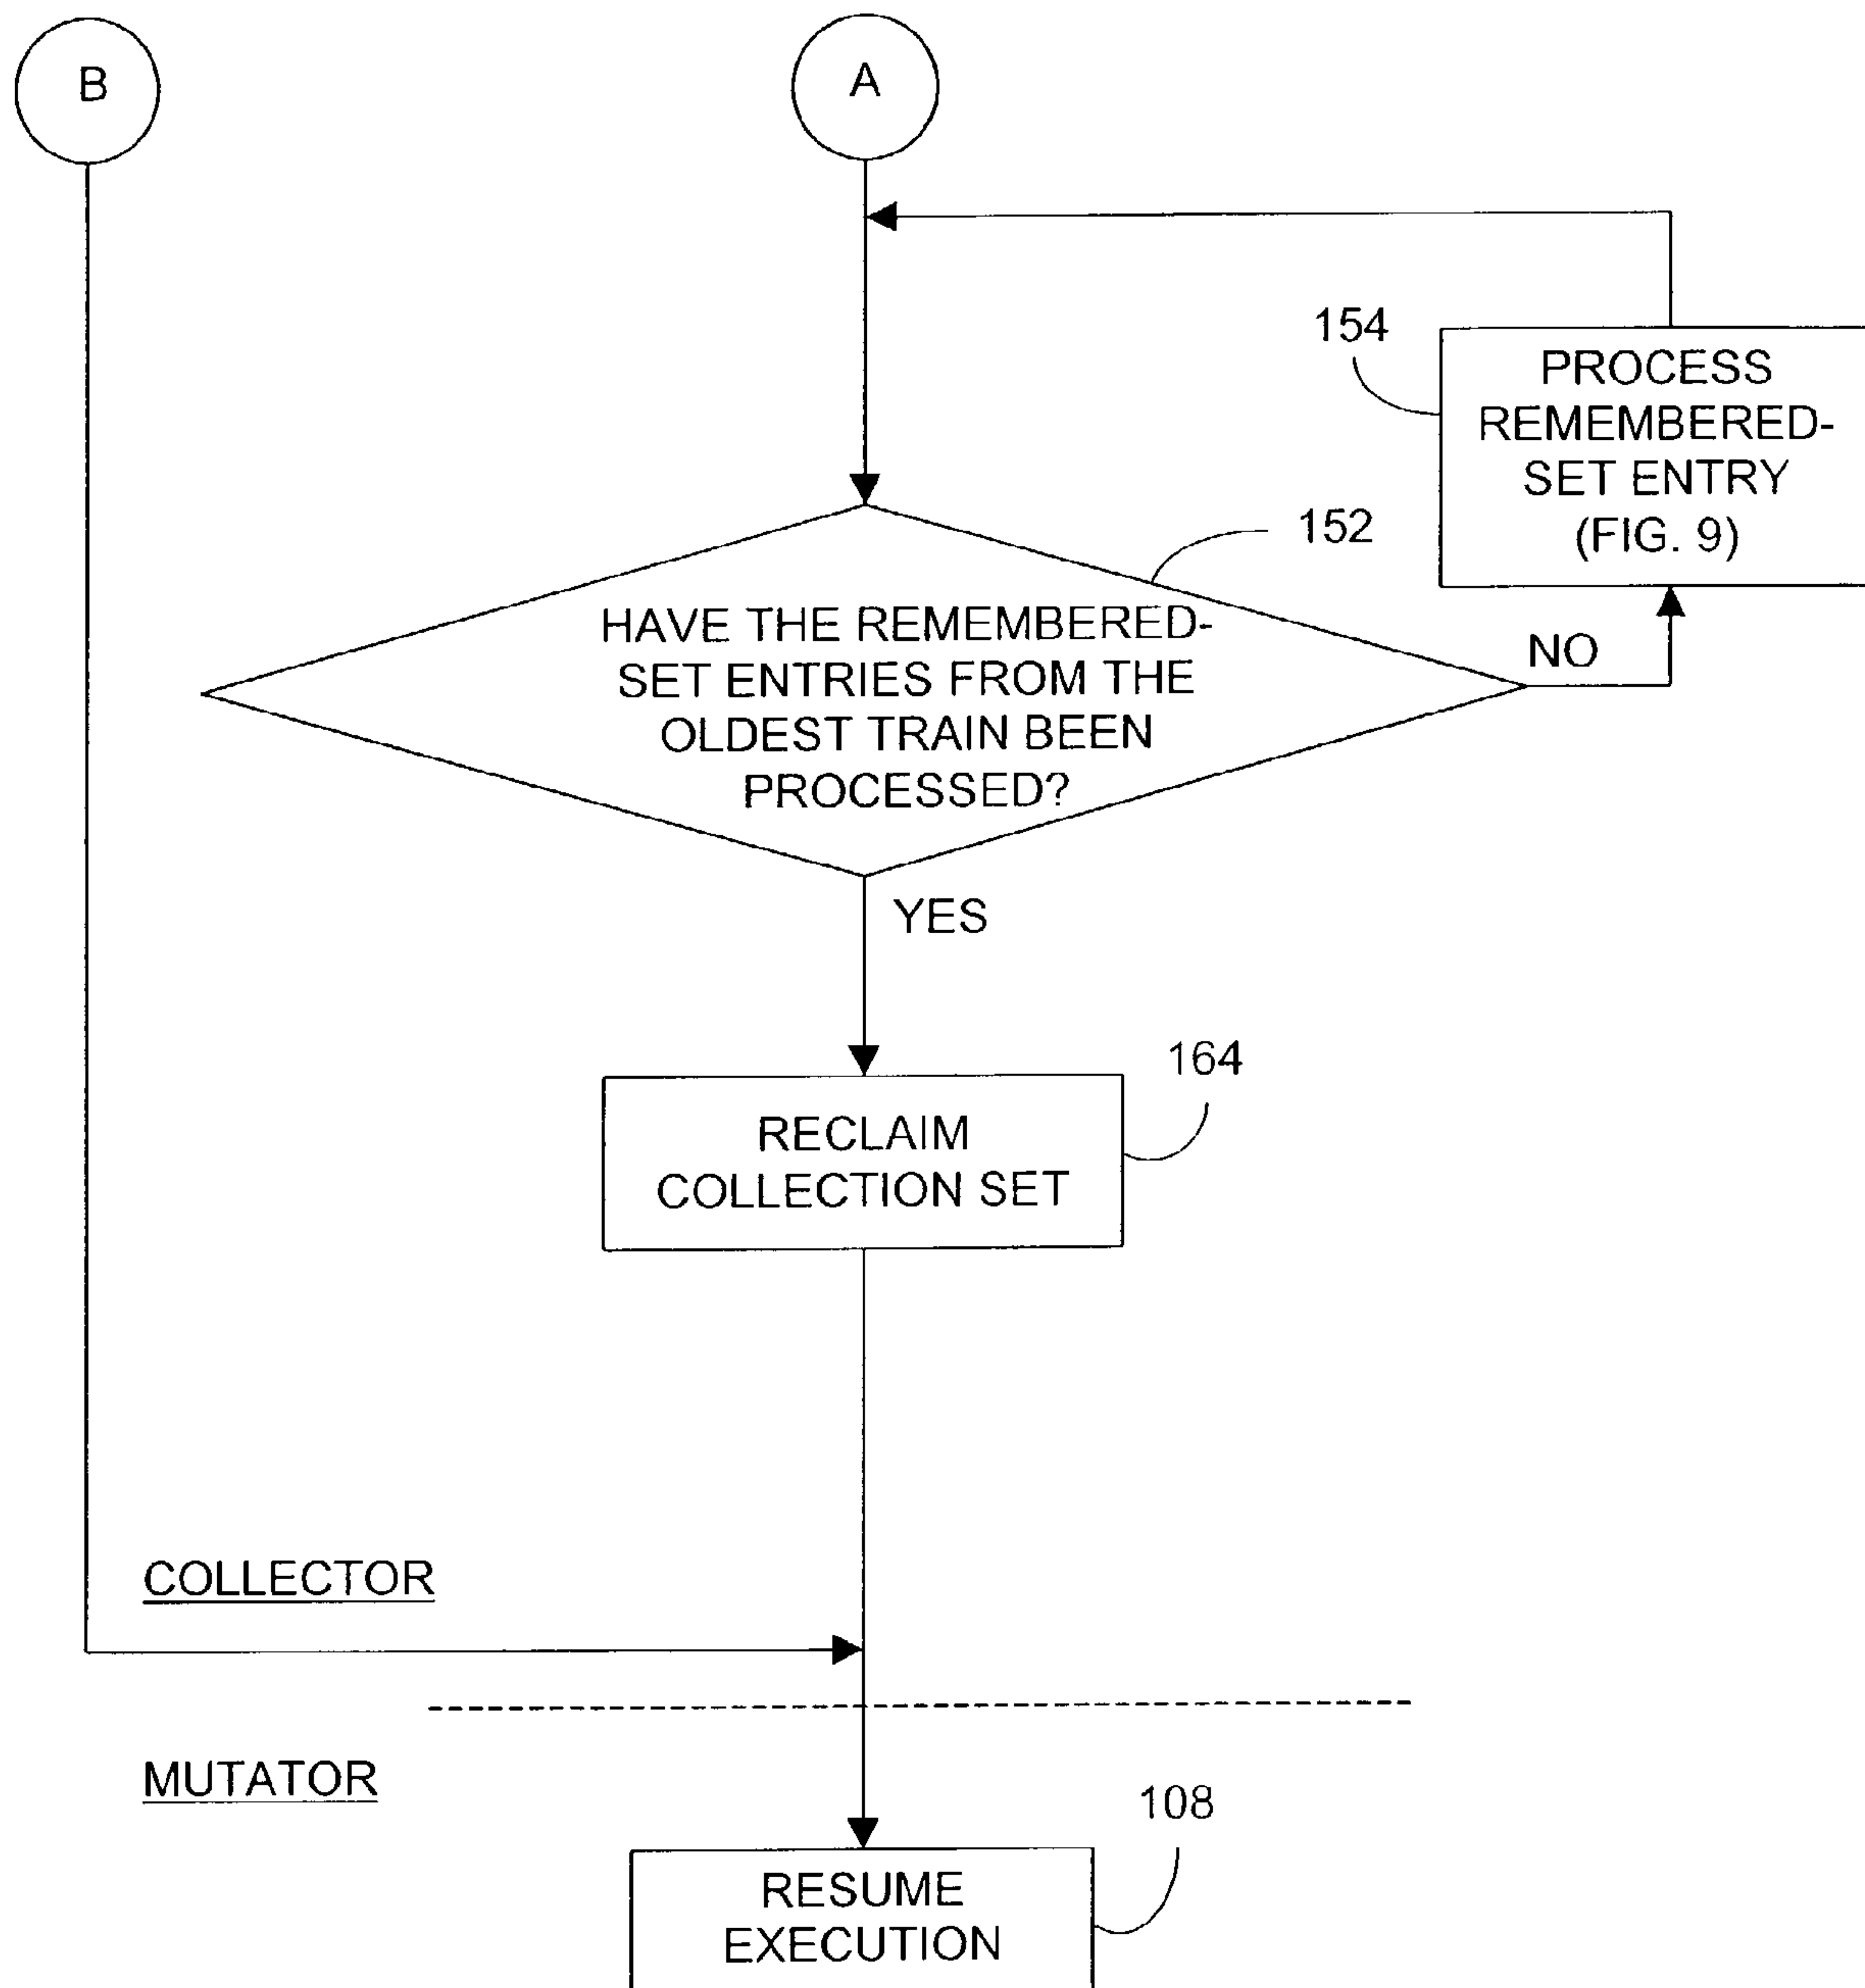 B
A
154
PROCESS
REMEMBERED-
SET ENTRY
(FIG. 9)
152
HAVE THE REMEMBERED-
SET ENTRIES FROM THE
OLDEST TRAIN BEEN
PROCESSED?
NO
YES
164
RECLAIM
COLLECTION SET
COLLECTOR
MUTATOR
108
RESUME
EXECUTION